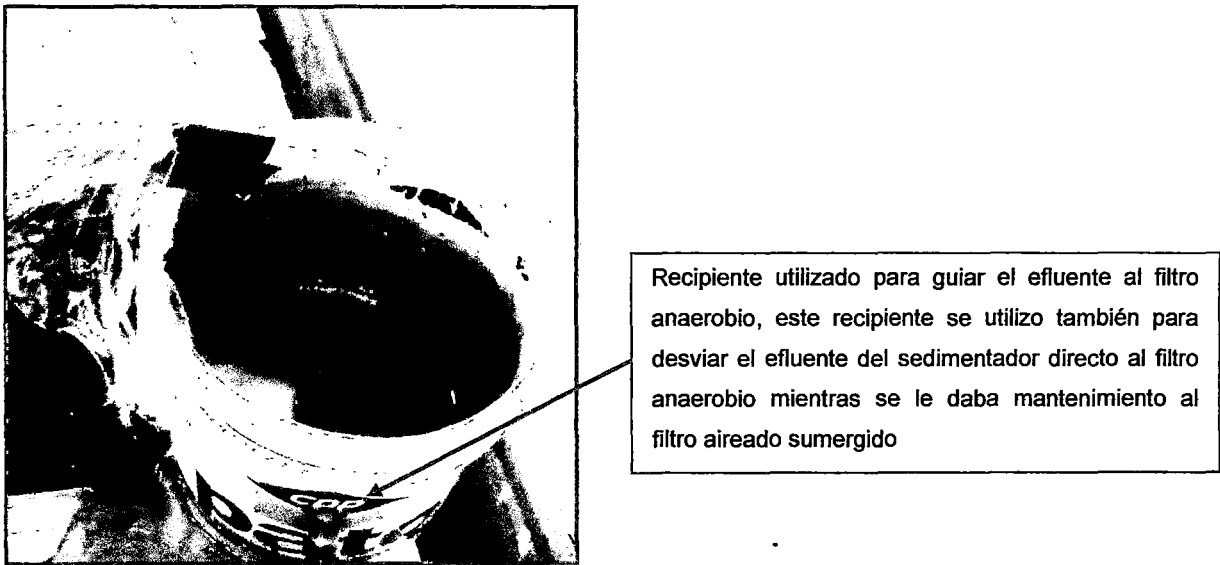 Recipiente utilizado para guiar el efluente al filtro
anaerobio, este recipiente se utilizo también para
desviar el efluente del sedimentador directo al filtro
anaerobio mientras se le daba mantenimiento al
filtro aireado sumergido